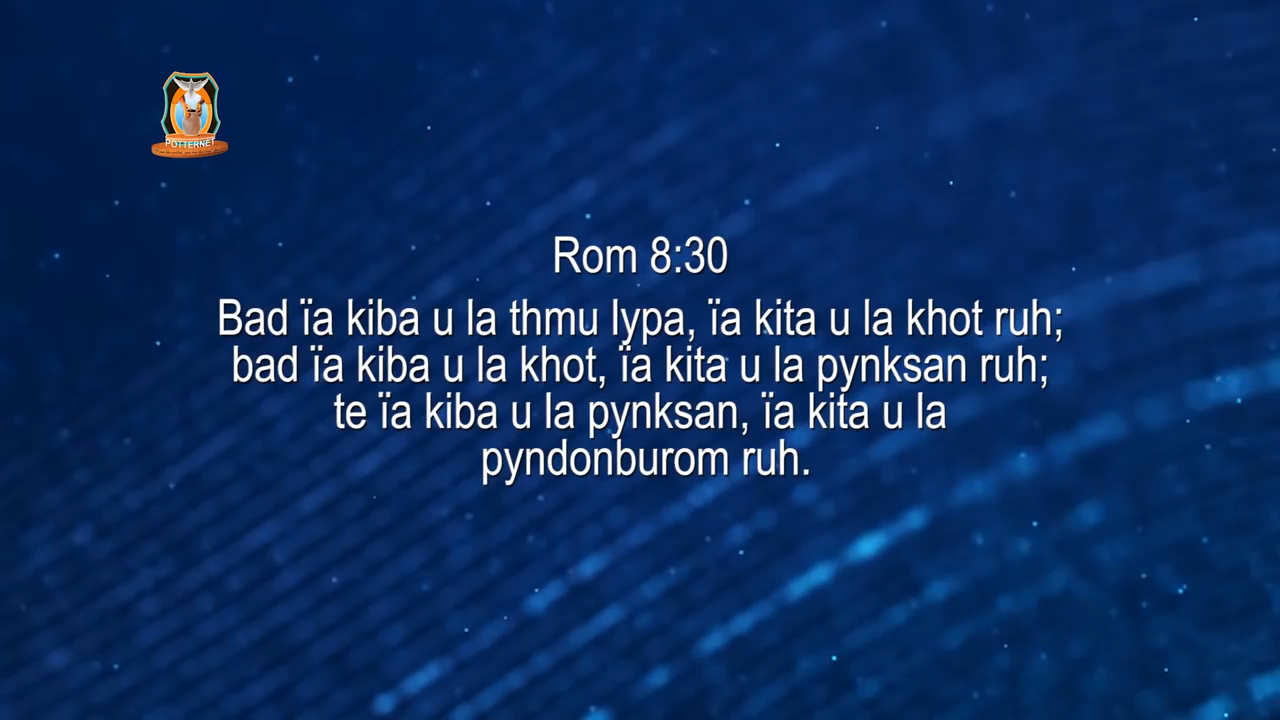 POTTERNET
Rom 8:30
Bad ïa kiba u la thmu lypa, ïa kita u la khot ruh;
bad ïa kiba u la khot, ïa kita u la pynksan ruh;
te ïa kiba u la pynksan, ïa kita u la
pyndonburom ruh.